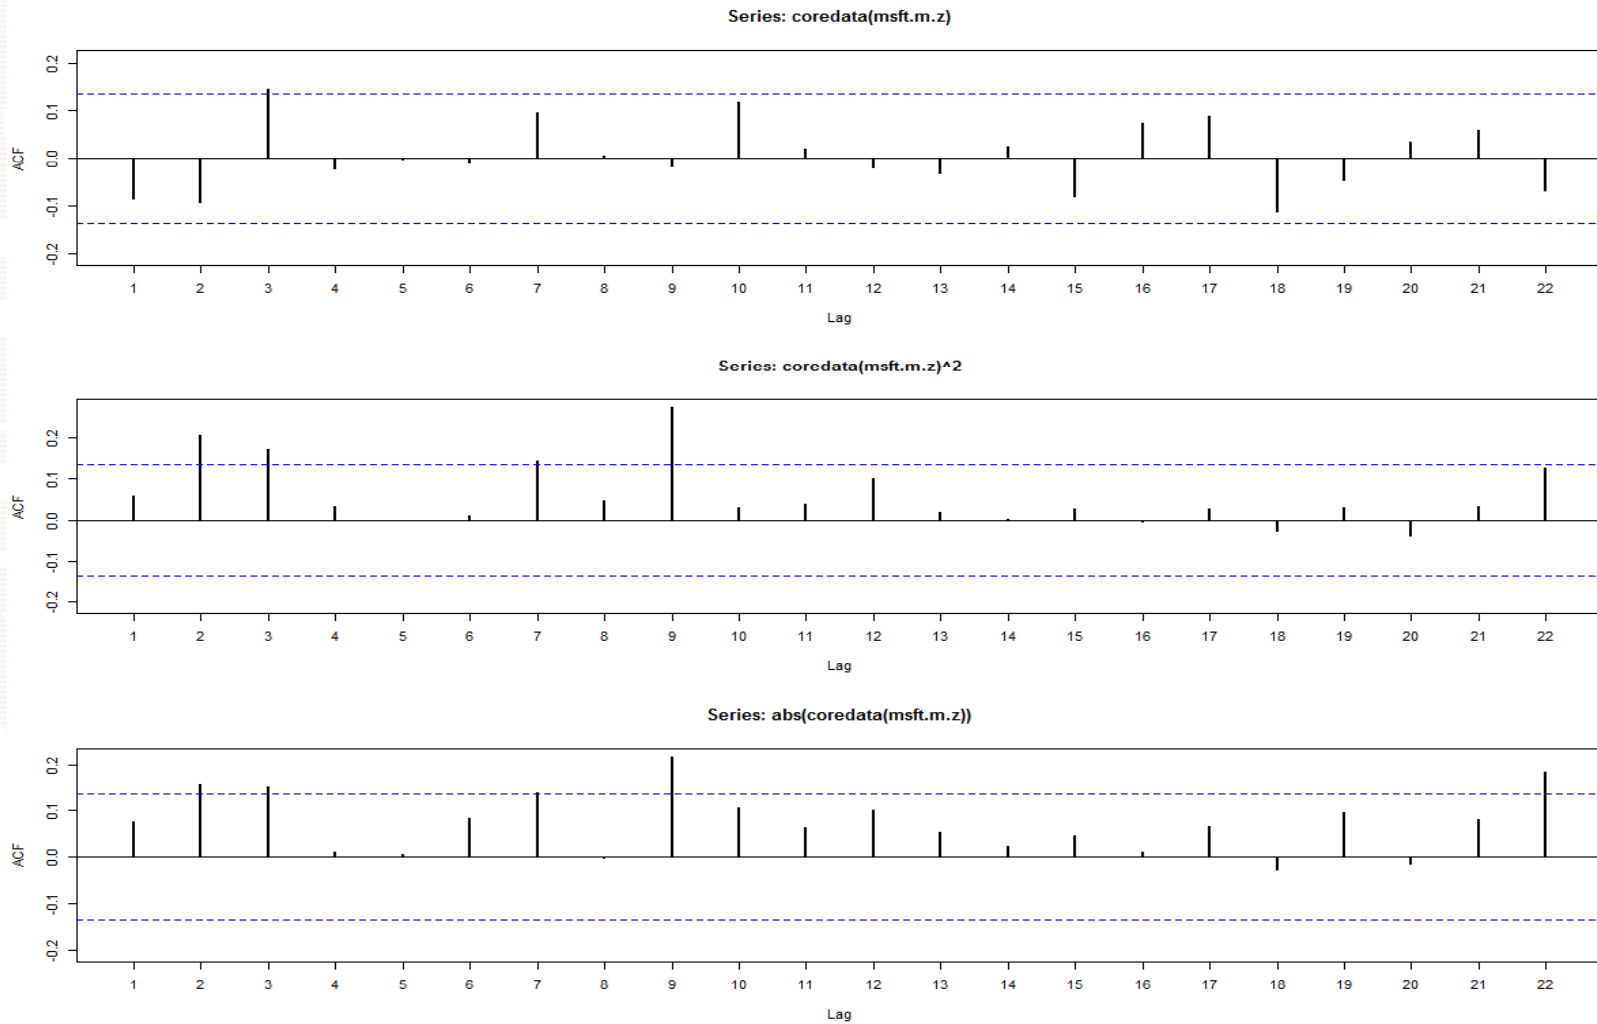 Series: coredata(msft.m.z)
0.2
0.1
0.0
-0.1
-0.2
ACF
1 2 3 4 5 6 7 8 9 10 11 12 13 14 15 16 17 18 19 20 21 22
Lag
Series: coredata(msft.m.z)^2
0.2
0.1
0.0
-0.1
-0.2
ACF
1 2 3 4 5 6 7 8 9 10 11 12 13 14 15 16 17 18 19 20 21 22
Lag
Series: abs(coredata(msft.m.z))
0.2
0.1
0.0
-0.1
-0.2
ACF
1 2 3 4 5 6 7 8 9 10 11 12 13 14 15 16 17 18 19 20 21 22
Lag